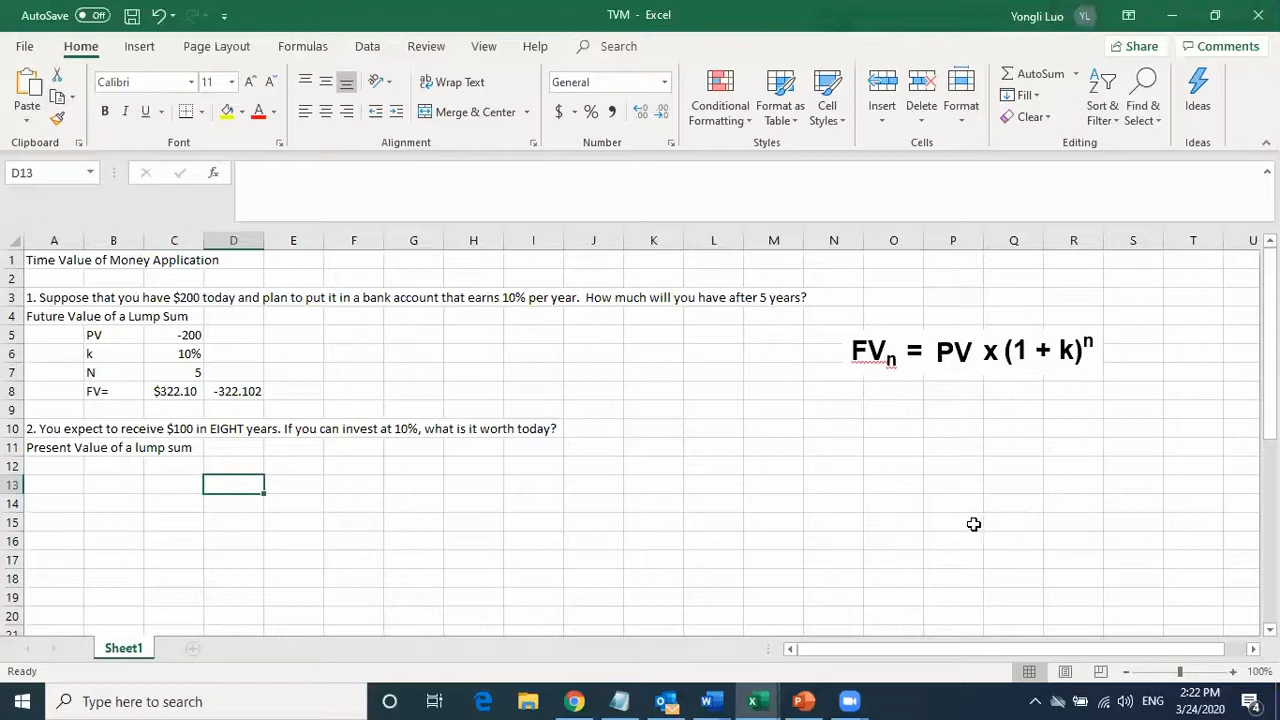 AutoSave Off TVM - Excel Yongli Luo YL
File Home Insert Page Layout Formulas Data Review View Help Search Share Comments
Calibri 11 A A Wrap Text General AutoSum
Paste Fill
B I U A Merge & Center $ % Conditional Formatting Format as Table Cell Styles Insert Delete Format Clear Sort & Filter Find & Select Ideas
Clipboard Font Alignment Number Styles Cells Editing Ideas
D13 fx
A B C D E F G H I J K L M N O P Q R S T U
1 Time Value of Money Application
2
3 1. Suppose that you have $200 today and plan to put it in a bank account that earns 10% per year. How much will you have after 5 years?
4 Future Value of a Lump Sum
5 PV -200
6 k 10%
FVn = PV x (1 + k)n
7 N 5
8 FV= $322.10 -322.102
9
10 2. You expect to receive $100 in EIGHT years. If you can invest at 10%, what is it worth today?
11 Present Value of a lump sum
12
13
14
15
16
17
18
19
20
21
Sheet1
Ready 100%
Type here to search ENG 2:22 PM
3/24/2020 4